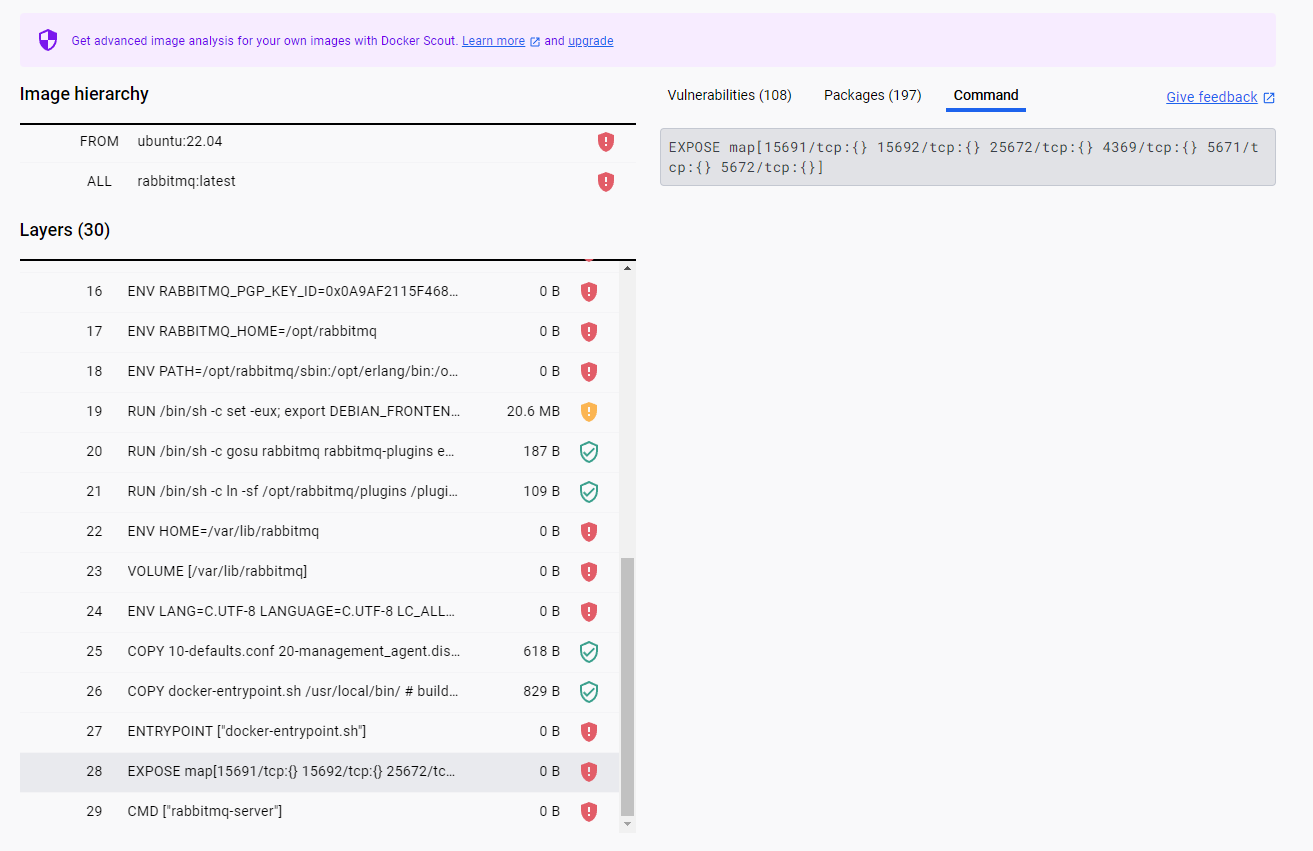 Get advanced image analysis for your own images with Docker Scout. Learn more and upgrade
Image hierarchy
FROM ubuntu:22.04
ALL rabbitmq:latest
Layers (30)
16 ENV RABBITMQ_PGP_KEY_ID=0x0A9AF2115F468... 0 B
17 ENV RABBITMQ_HOME=/opt/rabbitmq 0 B
18 ENV PATH=/opt/rabbitmq/sbin:/opt/erlang/bin:/o... 0 B
19 RUN /bin/sh -c set -eux; export DEBIAN_FRONTEN... 20.6 MB
20 RUN /bin/sh -c gosu rabbitmq rabbitmq-plugins e... 187 B
21 RUN /bin/sh -c ln -sf /opt/rabbitmq/plugins /plugi... 109 B
22 ENV HOME=/var/lib/rabbitmq 0 B
23 VOLUME [/var/lib/rabbitmq] 0 B
24 ENV LANG=C.UTF-8 LANGUAGE=C.UTF-8 LC_ALL... 0 B
25 COPY 10-defaults.conf 20-management_agent.dis... 618 B
26 COPY docker-entrypoint.sh /usr/local/bin/ # build... 829 B
27 ENTRYPOINT ["docker-entrypoint.sh"] 0 B
28 EXPOSE map[15691/tcp:{} 15692/tcp:{} 25672/tc... 0 B
29 CMD ["rabbitmq-server"] 0 B
Vulnerabilities (108) Packages (197) Command Give feedback
EXPOSE map[15691/tcp:{} 15692/tcp:{} 25672/tcp:{} 4369/tcp:{} 5671/t
cp:{} 5672/tcp:{}]